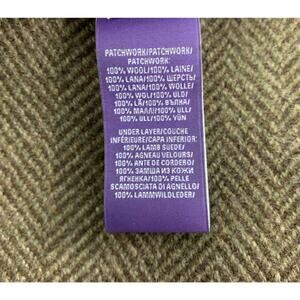 PATCHWORK/PATCHWORK/
PATCHWORK:
100% WOOL/100% LAINE/
100% LANA/100% ШЕРСТЬ/
100% LANA/100% WOLLE/
100% WOL/100% ULD/
100% LÃ/100% ВЪЛНА/
100% ΜΑΛΛΙ/100% ULL/
100% ULL/100% YÜN
UNDER LAYER/COUCHE
INFÉRIEURE/CAPA INFERIOR:
100% LAMB SUEDE/
100% AGNEAU VELOURS/
100% ANTE DE CORDERO/
100% ЗАМША ИЗ КОЖИ
ЯГНЕНКА/100% PELLE
SCAMOSCIATA DI AGNELLO/
100% LAMMWILDLEDER/